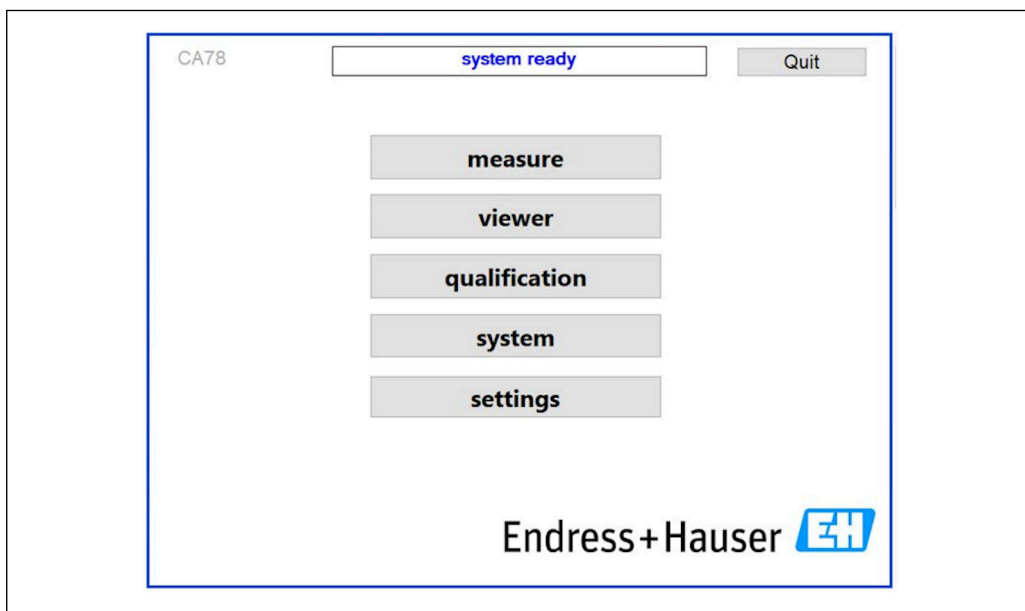 CA78 system ready Quit
measure
viewer
qualification
system
settings
Endress+Hauser EH